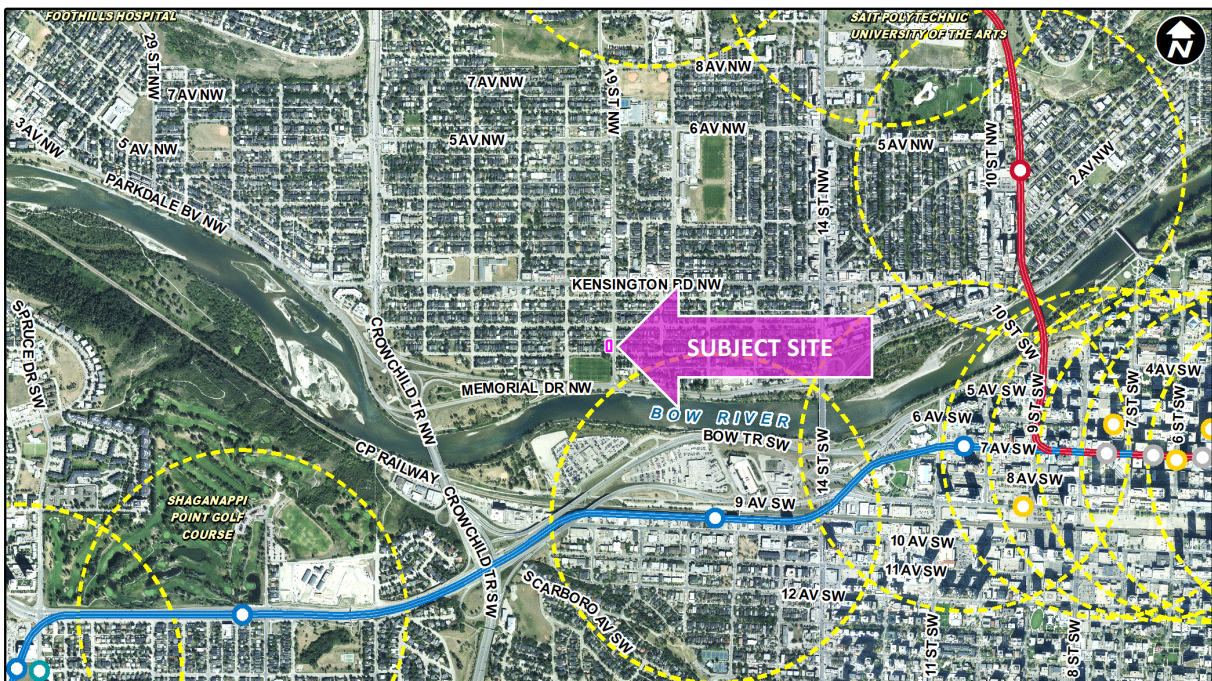 FOOTHILLS HOSPITAL
SAIT POLYTECHNIC
UNIVERSITY OF THE ARTS
N
29 ST NW
19 ST NW
8 AV NW
7 AV NW
7 AV NW
3 AV NW
5 AV NW
5 AV NW
6 AV NW
5 AV NW
14 ST NW
10 ST NW
2 AV NW
PARKDALE BV NW
KENSINGTON RD NW
SPRUCE DR SW
CROWCHILD TR NW
SUBJECT SITE
10 ST SW
MEMORIAL DR NW
BOW RIVER
BOW TR SW
5 AV SW
4 AV SW
6 AV SW
9 ST SW
7 ST SW
6 ST SW
7 AV SW
CP RAILWAY
14 ST SW
8 AV SW
SHAGANAPPI
POINT GOLF
COURSE
CROWCHILD TR SW
9 AV SW
10 AV SW
11 AV SW
SCARBORO AV SW
12 AV SW
11 ST SW
8 ST SW